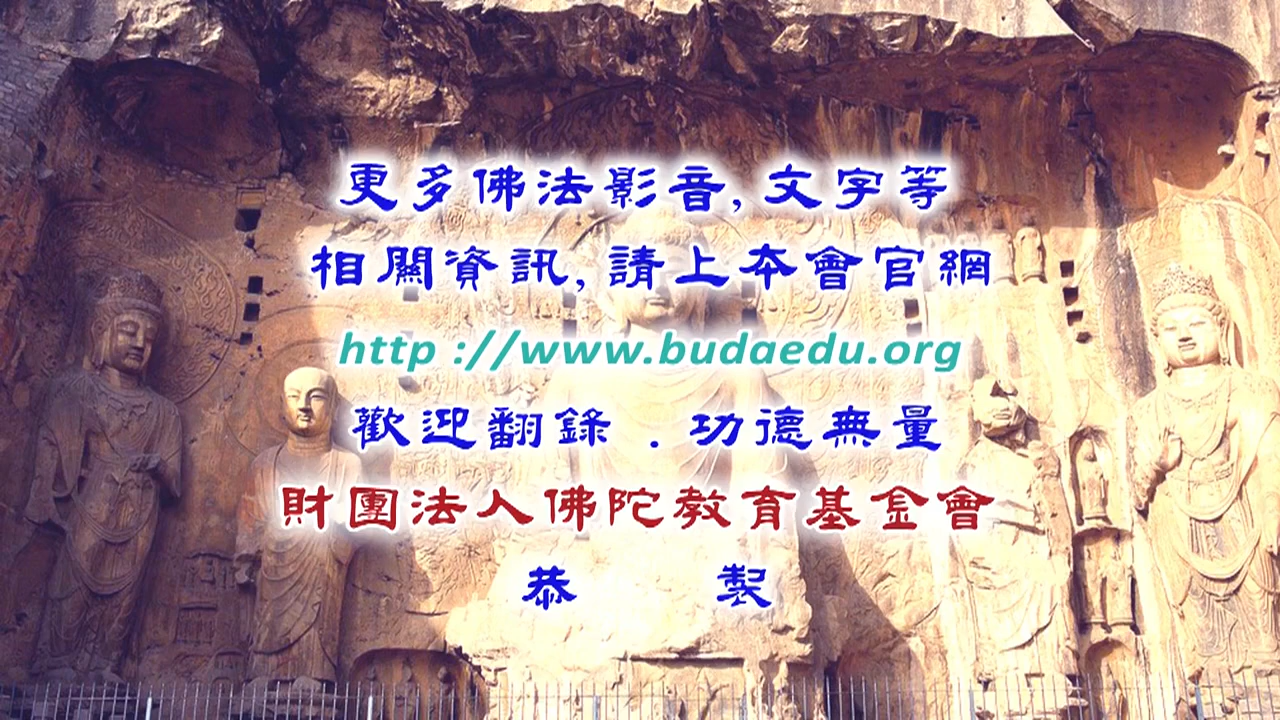 更多佛法影音,文字等
相關資訊,請上本會官網
http ://www.budaedu.org
歡迎翻錄 . 功德無量
財團法人佛陀教育基金會
恭 製